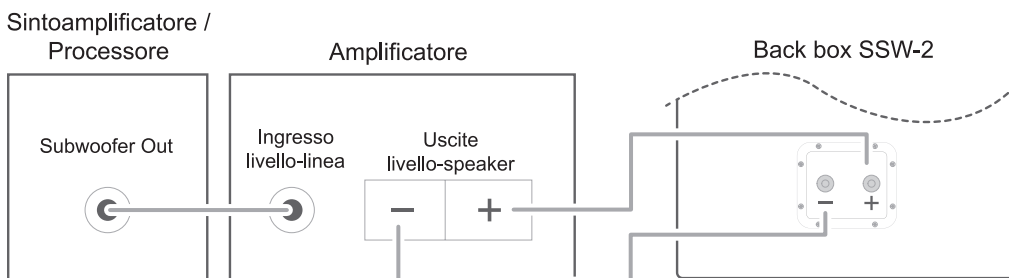 Sintoamplificatore /
Processore
Amplificatore
Back box SSW-2
Subwoofer Out
Ingresso
livello-linea
Uscite
livello-speaker
− +
− +